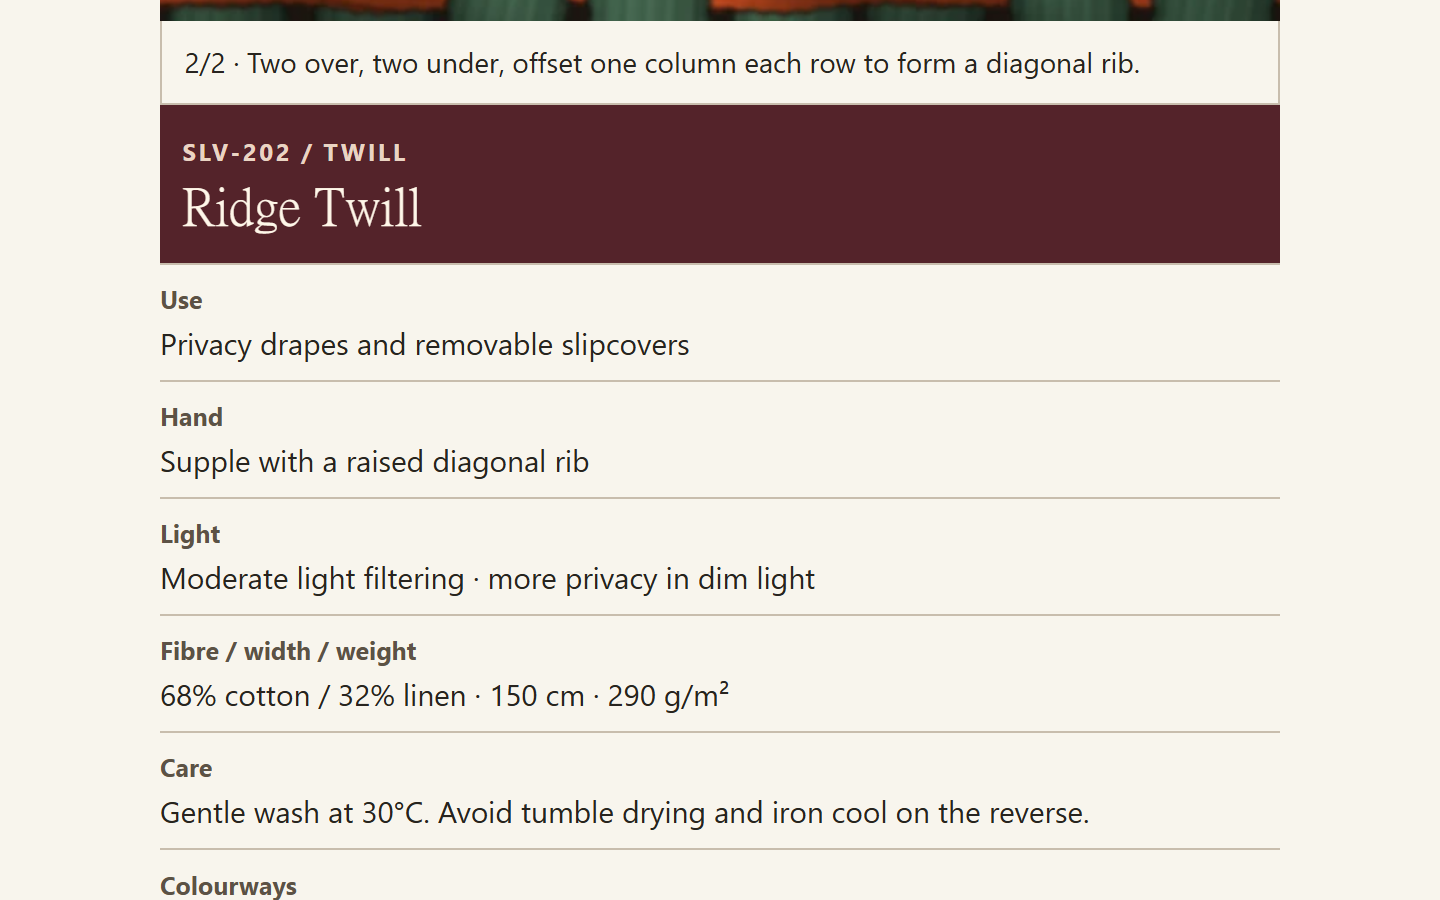 2/2 · Two over, two under, offset one column each row to form a diagonal rib.
SLV-202 / TWILL
Ridge Twill
Use
Privacy drapes and removable slipcovers
Hand
Supple with a raised diagonal rib
Light
Moderate light filtering · more privacy in dim light
Fibre / width / weight
68% cotton / 32% linen · 150 cm · 290 g/m²
Care
Gentle wash at 30°C. Avoid tumble drying and iron cool on the reverse.
Colourways